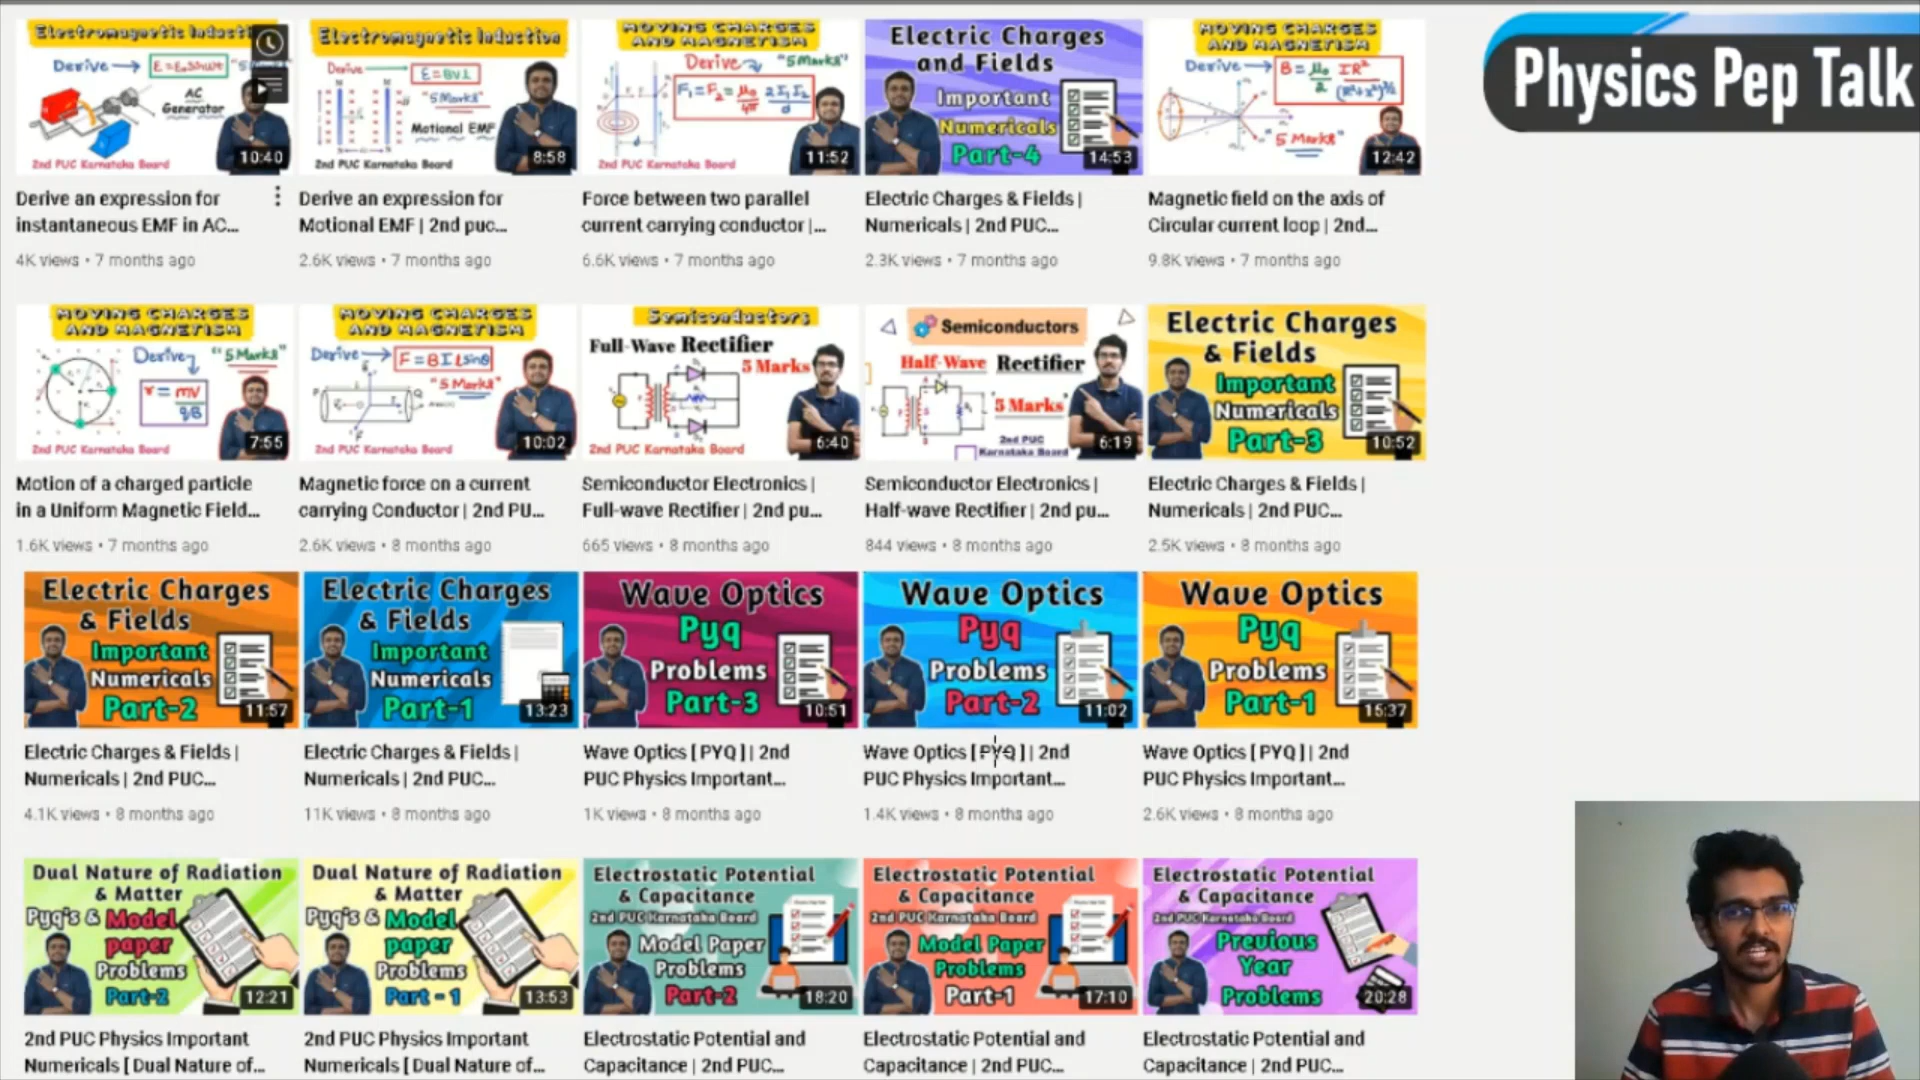 Physics Pep Talk
Electromagnetic Inducti
Derive
E=E₀sinωt
"5
AC
Generator
2nd PUC Karnataka Board
10:40
Derive an expression for
instantaneous EMF in AC...
4K views • 7 months ago
Electromagnetic Induction
Derive
E=Bvl
"5Marks"
Motional EMF
2nd PUC Karnataka Board
8:58
Derive an expression for
Motional EMF | 2nd puc...
2.6K views • 7 months ago
MOVING CHARGES
AND MAGNETISM
Derive
"5Marks"
F₁=F₂=μ₀/4π 2I₁I₂/d
2nd PUC Karnataka Board
11:52
Force between two parallel
current carrying conductor |...
6.6K views • 7 months ago
Electric Charges
and Fields
Important
Numericals
Part-4
14:53
Electric Charges & Fields |
Numericals | 2nd PUC...
2.3K views • 7 months ago
MOVING CHARGES
AND MAGNETISM
Derive
B=μ₀/2 IR²/(R²+x²)^3/2
"5 Marks"
12:42
Magnetic field on the axis of
Circular current loop | 2nd...
9.8K views • 7 months ago
MOVING CHARGES
AND MAGNETISM
Derive
"5Marks"
r=mv/qB
2nd PUC Karnataka Board
7:55
Motion of a charged particle
in a Uniform Magnetic Field...
1.6K views • 7 months ago
MOVING CHARGES
AND MAGNETISM
Derive
F=BIlsinθ
"5 Marks"
2nd PUC Karnataka Board
10:02
Magnetic force on a current
carrying Conductor | 2nd PU...
2.6K views • 8 months ago
Semiconductors
Full-Wave Rectifier
5 Marks
2nd PUC Karnataka Board
6:40
Semiconductor Electronics |
Full-wave Rectifier | 2nd pu...
665 views • 8 months ago
Semiconductors
Half-Wave Rectifier
"5 Marks"
2nd PUC
Karnataka Board
6:19
Semiconductor Electronics |
Half-wave Rectifier | 2nd pu...
844 views • 8 months ago
Electric Charges
& Fields
Important
Numericals
Part-3
10:52
Electric Charges & Fields |
Numericals | 2nd PUC...
2.5K views • 8 months ago
Electric Charges
& Fields
Important
Numericals
Part-2
11:57
Electric Charges & Fields |
Numericals | 2nd PUC...
4.1K views • 8 months ago
Electric Charges
& Fields
Important
Numericals
Part-1
13:23
Electric Charges & Fields |
Numericals | 2nd PUC...
11K views • 8 months ago
Wave Optics
Pyq
Problems
Part-3
10:51
Wave Optics [ PYQ ] | 2nd
PUC Physics Important...
1K views • 8 months ago
Wave Optics
Pyq
Problems
Part-2
11:02
Wave Optics [ PYQ ] | 2nd
PUC Physics Important...
1.4K views • 8 months ago
Wave Optics
Pyq
Problems
Part-1
15:37
Wave Optics [ PYQ ] | 2nd
PUC Physics Important...
2.6K views • 8 months ago
Dual Nature of Radiation
& Matter
Pyq's & Model
paper
Problems
Part-2
12:21
2nd PUC Physics Important
Numericals [ Dual Nature of...
Dual Nature of Radiation
& Matter
Pyq's & Model
paper
Problems
Part - 1
13:53
2nd PUC Physics Important
Numericals [ Dual Nature of...
Electrostatic Potential
& Capacitance
2nd PUC Karnataka Board
Model Paper
Problems
Part-2
18:20
Electrostatic Potential and
Capacitance | 2nd PUC...
Electrostatic Potential
& Capacitance
2nd PUC Karnataka Board
Model Paper
Problems
Part-1
17:10
Electrostatic Potential and
Capacitance | 2nd PUC...
Electrostatic Potential
& Capacitance
2nd PUC Karnataka Board
Previous
Year
Problems
20:28
Electrostatic Potential and
Capacitance | 2nd PUC...